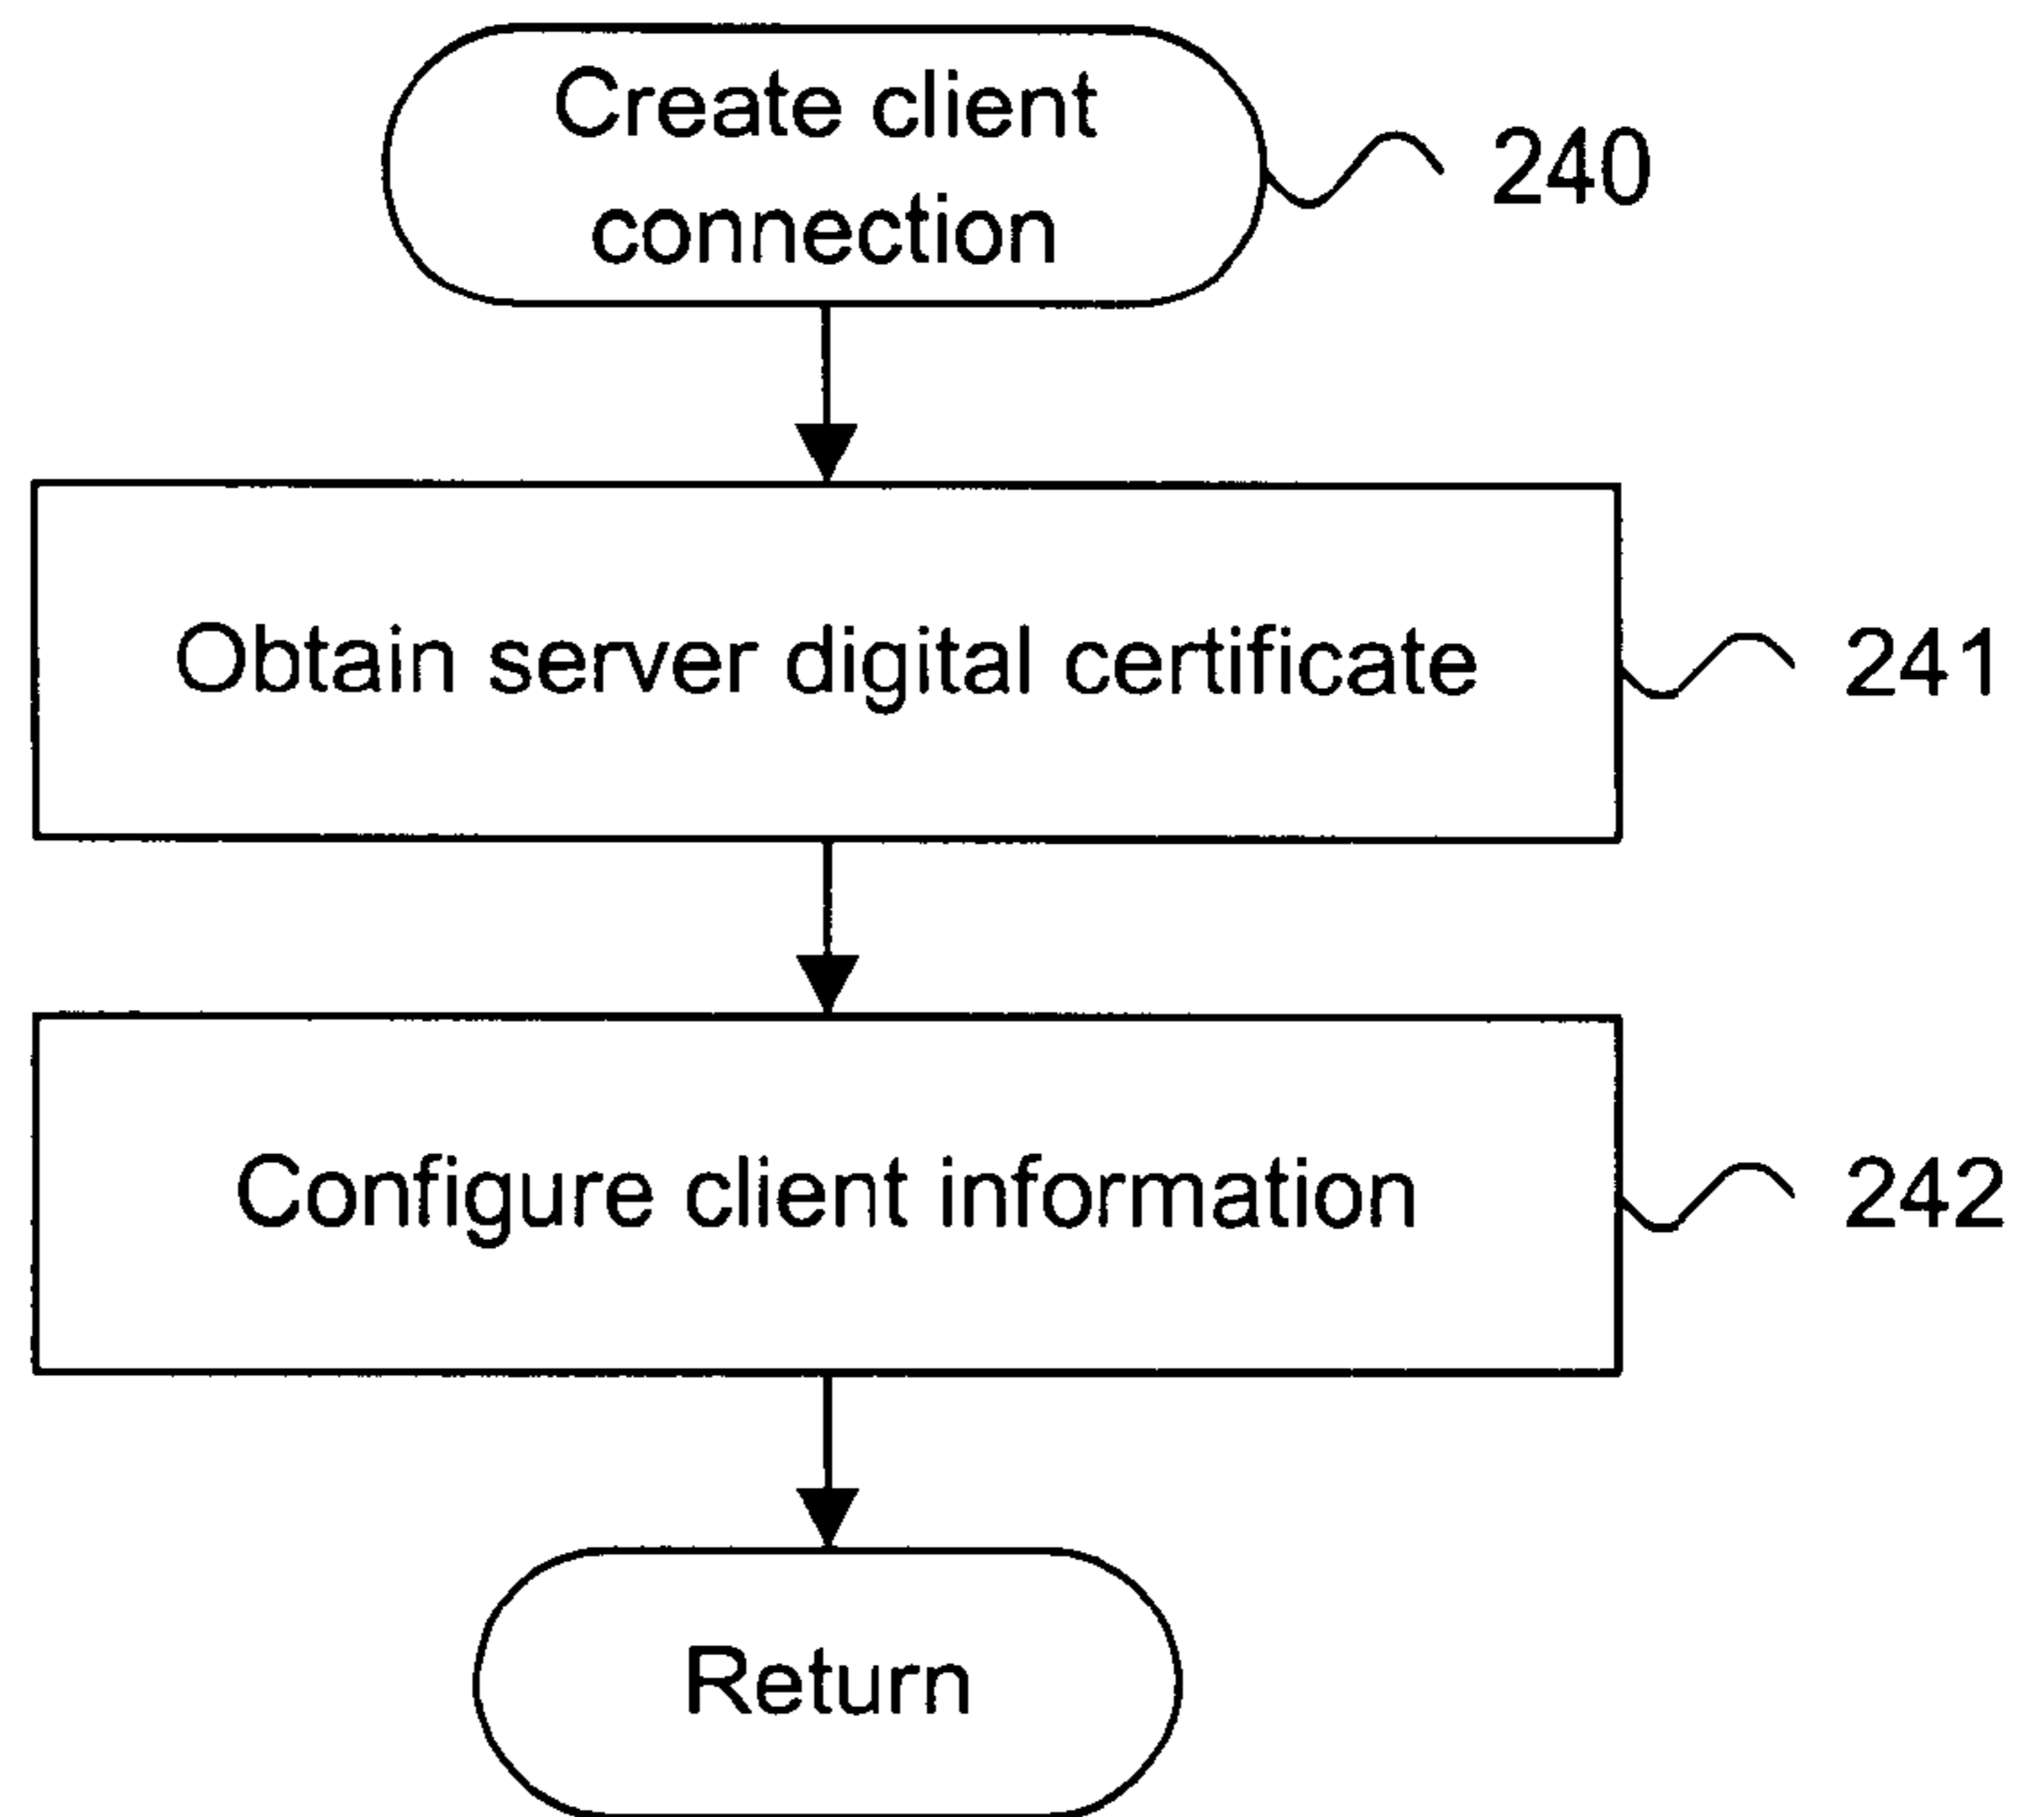 Create client
connection
240
Obtain server digital certificate
241
Configure client information
242
Return